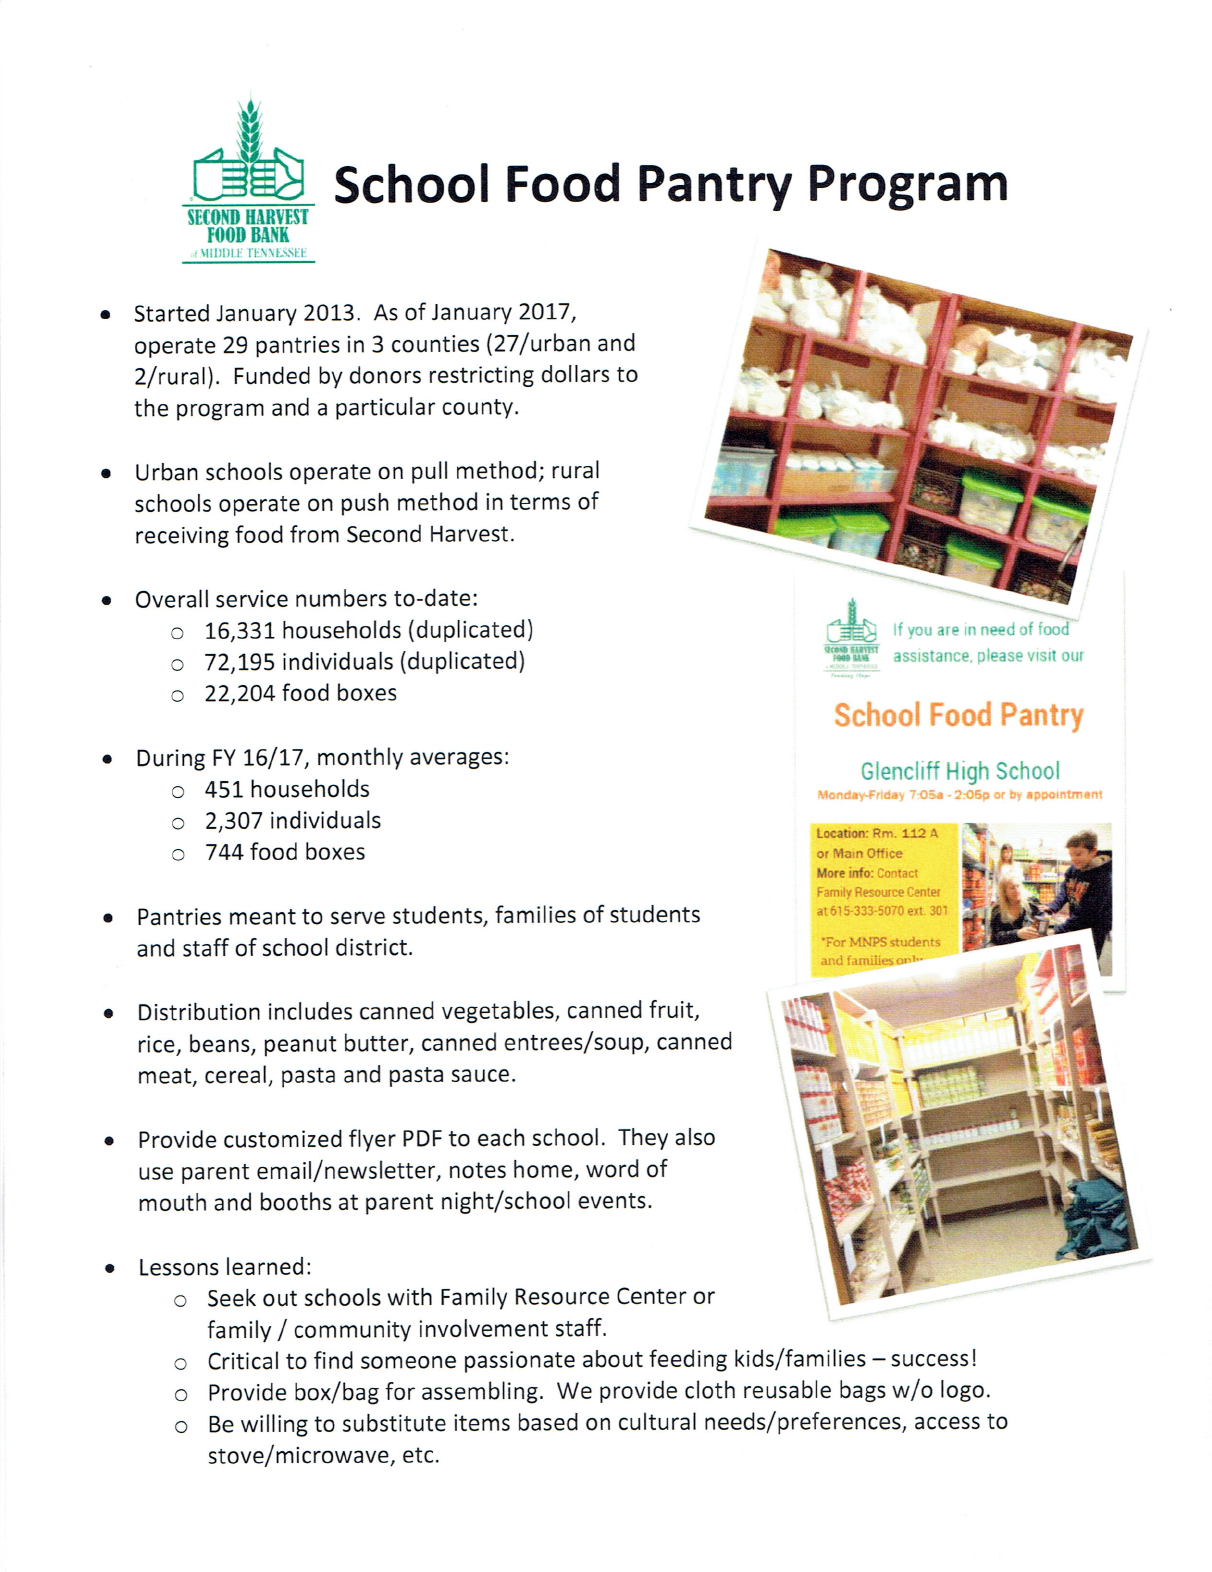 SECOND HARVEST
FOOD BANK
of MIDDLE TENNESSEE
School Food Pantry Program
• Started January 2013.  As of January 2017,
operate 29 pantries in 3 counties (27/urban and
2/rural).  Funded by donors restricting dollars to
the program and a particular county.
• Urban schools operate on pull method; rural
schools operate on push method in terms of
receiving food from Second Harvest.
• Overall service numbers to-date:
o 16,331 households (duplicated)
o 72,195 individuals (duplicated)
o 22,204 food boxes
• During FY 16/17, monthly averages:
o 451 households
o 2,307 individuals
o 744 food boxes
• Pantries meant to serve students, families of students
and staff of school district.
• Distribution includes canned vegetables, canned fruit,
rice, beans, peanut butter, canned entrees/soup, canned
meat, cereal, pasta and pasta sauce.
• Provide customized flyer PDF to each school.  They also
use parent email/newsletter, notes home, word of
mouth and booths at parent night/school events.
• Lessons learned:
o Seek out schools with Family Resource Center or
family / community involvement staff.
o Critical to find someone passionate about feeding kids/families – success!
o Provide box/bag for assembling.  We provide cloth reusable bags w/o logo.
o Be willing to substitute items based on cultural needs/preferences, access to
stove/microwave, etc.
SECOND HARVEST
FOOD BANK
of MIDDLE TENNESSEE
Feeding Hope
If you are in need of food
assistance, please visit our
School Food Pantry
Glencliff High School
Monday-Friday 7:05a - 2:05p or by appointment
Location: Rm. 112 A
or Main Office
More info: Contact
Family Resource Center
at 615-333-5070 ext. 301
*For MNPS students
and families only